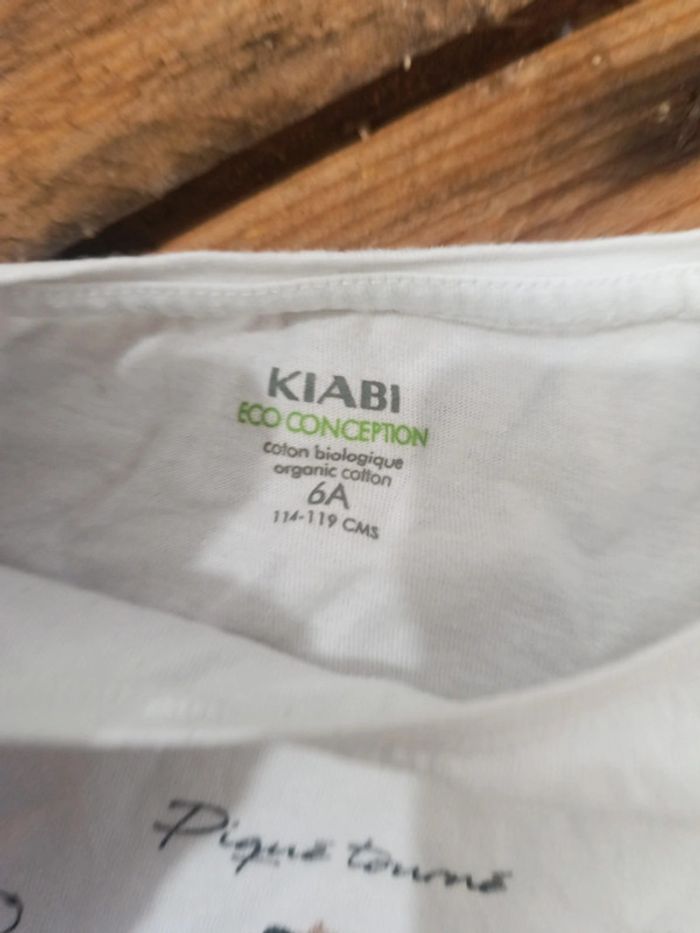 KIABI
ECO CONCEPTION
coton biologique
organic cotton
6A
114-119 CMS
Piqué tourné